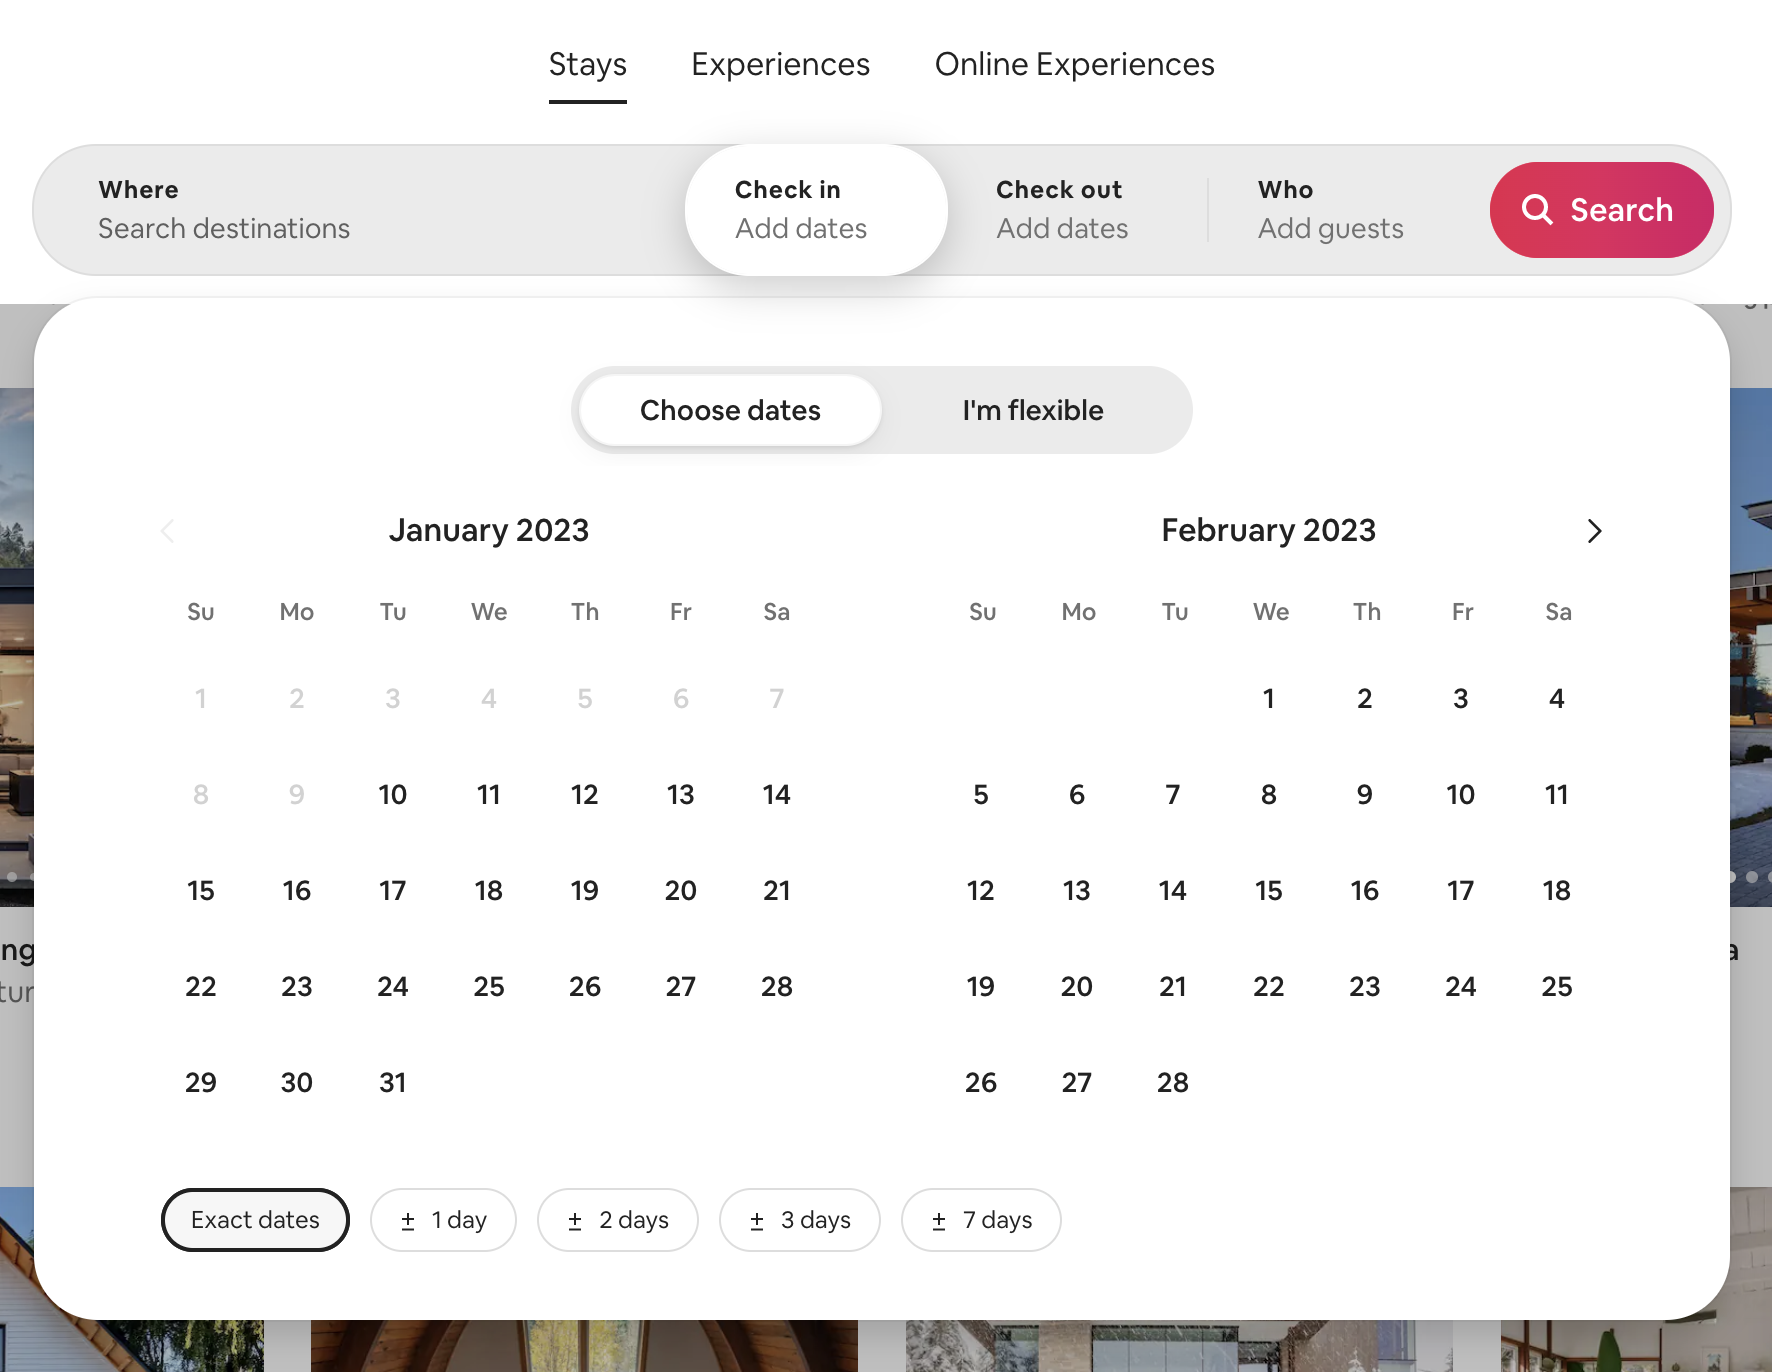 Stays Experiences Online Experiences
Where Check in Check out Who
Search destinations Add dates Add dates Add guests Search
Choose dates I'm flexible
January 2023 February 2023
Su Mo Tu We Th Fr Sa Su Mo Tu We Th Fr Sa
1 2 3 4 5 6 7 1 2 3 4
8 9 10 11 12 13 14 5 6 7 8 9 10 11
15 16 17 18 19 20 21 12 13 14 15 16 17 18
22 23 24 25 26 27 28 19 20 21 22 23 24 25
29 30 31 26 27 28
Exact dates ± 1 day ± 2 days ± 3 days ± 7 days